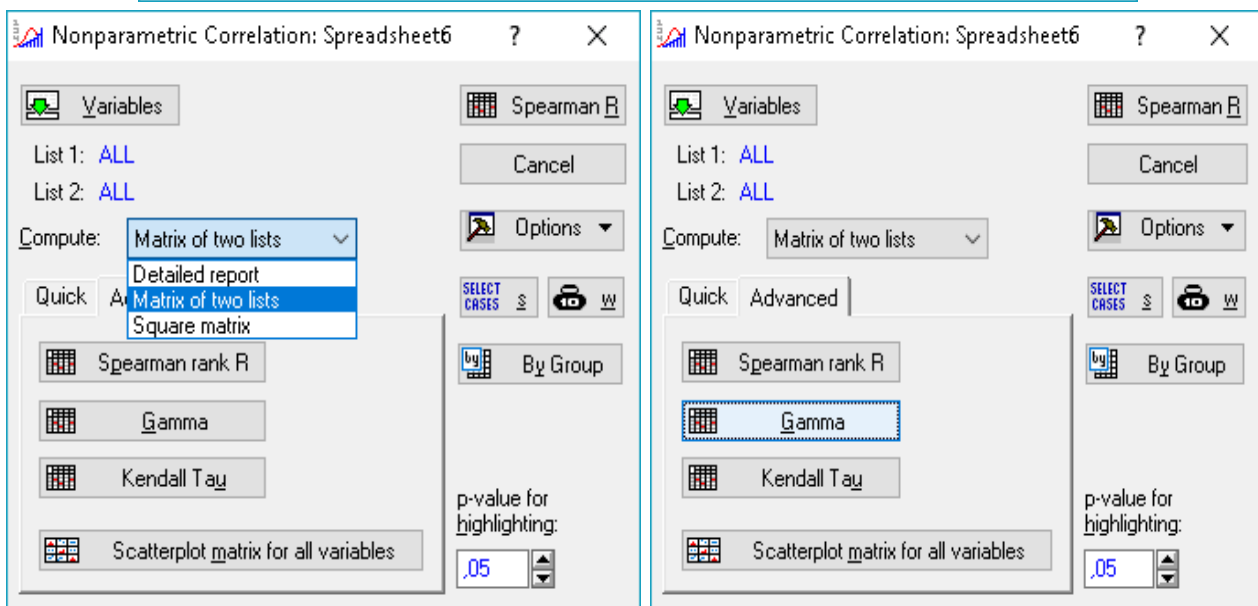 Nonparametric Correlation: Spreadsheet6 ? ×
Variables
Spearman R
List 1: ALL
Cancel
List 2: ALL
Compute: Matrix of two lists
Options
Detailed report
Matrix of two lists
Square matrix
Quick A
SELECT CASES S
W
Spearman rank R
By Group
Gamma
Kendall Tau
p-value for
highlighting:
Scatterplot matrix for all variables
,05
Nonparametric Correlation: Spreadsheet6 ? ×
Variables
Spearman R
List 1: ALL
Cancel
List 2: ALL
Compute: Matrix of two lists
Options
Quick Advanced
SELECT CASES S
W
Spearman rank R
By Group
Gamma
Kendall Tau
p-value for
highlighting:
Scatterplot matrix for all variables
,05